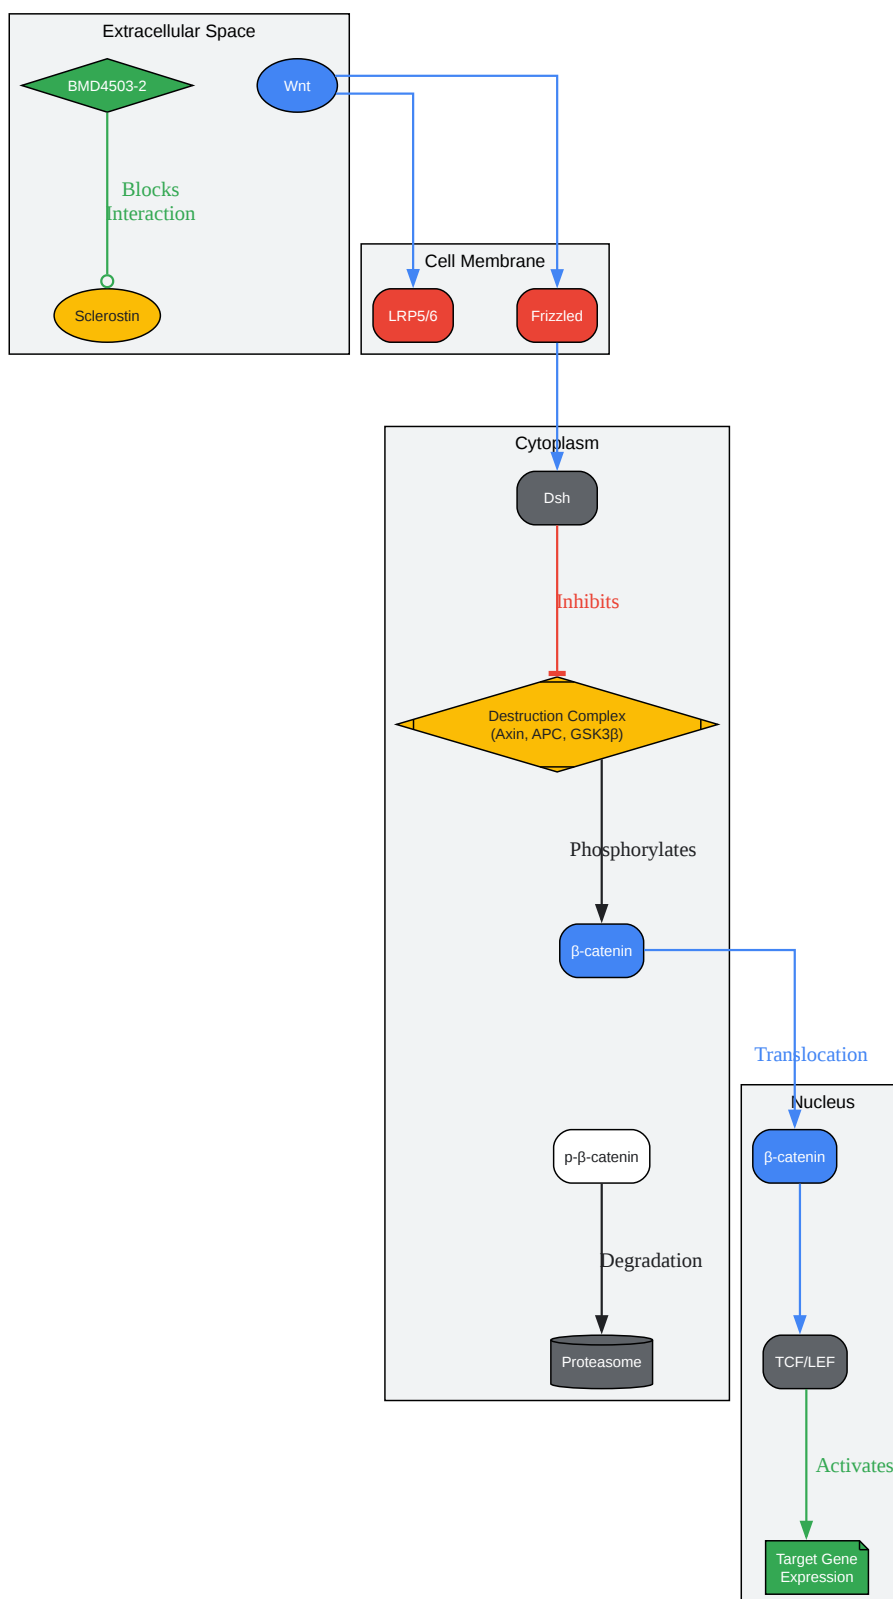 Extracellular Space
BMD4503-2
Wnt
Blocks
Interaction
Sclerostin
Cell Membrane
LRP5/6
Frizzled
Cytoplasm
Dsh
Inhibits
Destruction Complex
(Axin, APC, GSK3β)
Phosphorylates
β-catenin
Translocation
Nucleus
p-β-catenin
β-catenin
Degradation
Proteasome
TCF/LEF
Activates
Target Gene
Expression